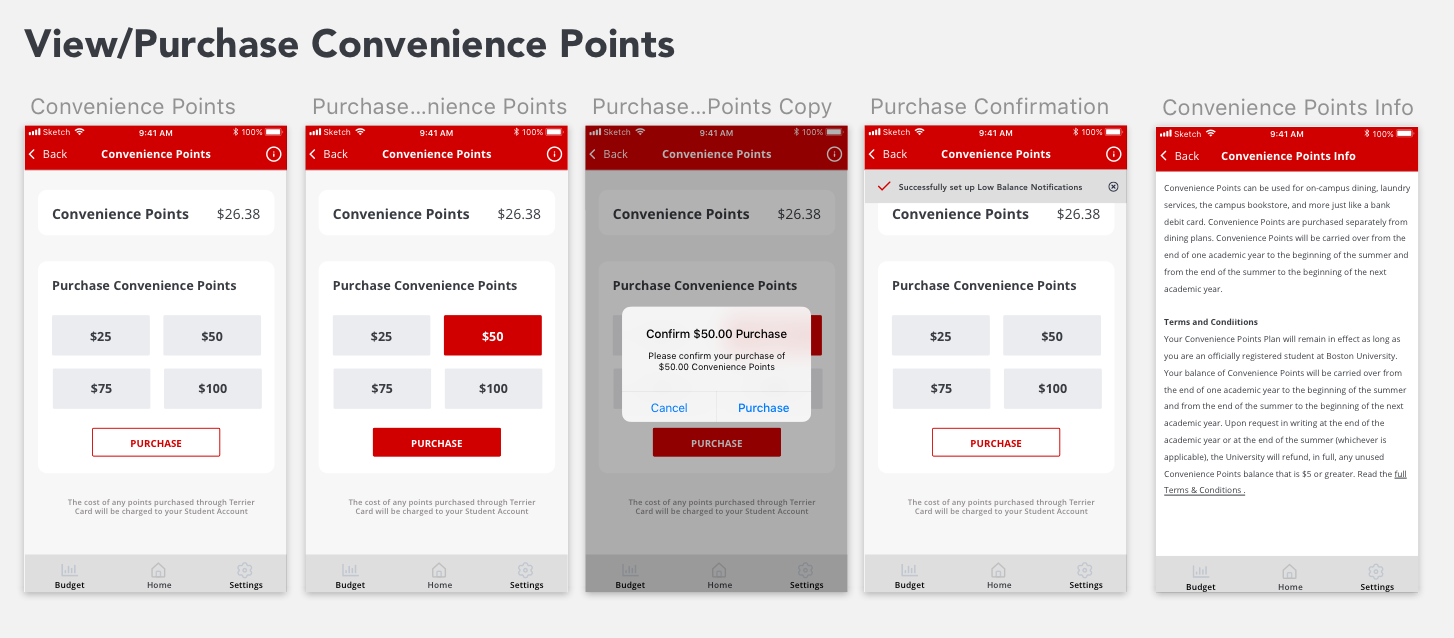 View/Purchase Convenience Points
Convenience Points
Sketch 9:41 AM 100%
Back Convenience Points i
Convenience Points $26.38
Purchase Convenience Points
$25 $50
$75 $100
PURCHASE
The cost of any points purchased through Terrier
Card will be charged to your Student Account
Budget Home Settings
Purchase...nience Points
Sketch 9:41 AM 100%
Back Convenience Points i
Convenience Points $26.38
Purchase Convenience Points
$25 $50
$75 $100
PURCHASE
The cost of any points purchased through Terrier
Card will be charged to your Student Account
Budget Home Settings
Purchase...Points Copy
Sketch 9:41 AM 100%
Back Convenience Points i
Convenience Points $26.38
Purchase Convenience Points
Confirm $50.00 Purchase
Please confirm your purchase of
$50.00 Convenience Points
Cancel Purchase
PURCHASE
The cost of any points purchased through Terrier
Card will be charged to your Student Account
Budget Home Settings
Purchase Confirmation
Sketch 9:41 AM 100%
Back Convenience Points i
Successfully set up Low Balance Notifications
Convenience Points $26.38
Purchase Convenience Points
$25 $50
$75 $100
PURCHASE
The cost of any points purchased through Terrier
Card will be charged to your Student Account
Budget Home Settings
Convenience Points Info
Sketch 9:41 AM 100%
Back Convenience Points Info
Convenience Points can be used for on-campus dining, laundry
services, the campus bookstore, and more just like a bank
debit card. Convenience Points are purchased separately from
dining plans. Convenience Points will be carried over from the
end of one academic year to the beginning of the summer and
from the end of the summer to the beginning of the next
academic year.
Terms and Condiitions
Your Convenience Points Plan will remain in effect as long as
you are an officially registered student at Boston University.
Your balance of Convenience Points will be carried over from
the end of one academic year to the beginning of the summer
and from the end of the summer to the beginning of the next
academic year. Upon request in writing at the end of the
academic year or at the end of the summer (whichever is
applicable), the University will refund, in full, any unused
Convenience Points balance that is $5 or greater. Read the full
Terms & Conditions .
Budget Home Settings